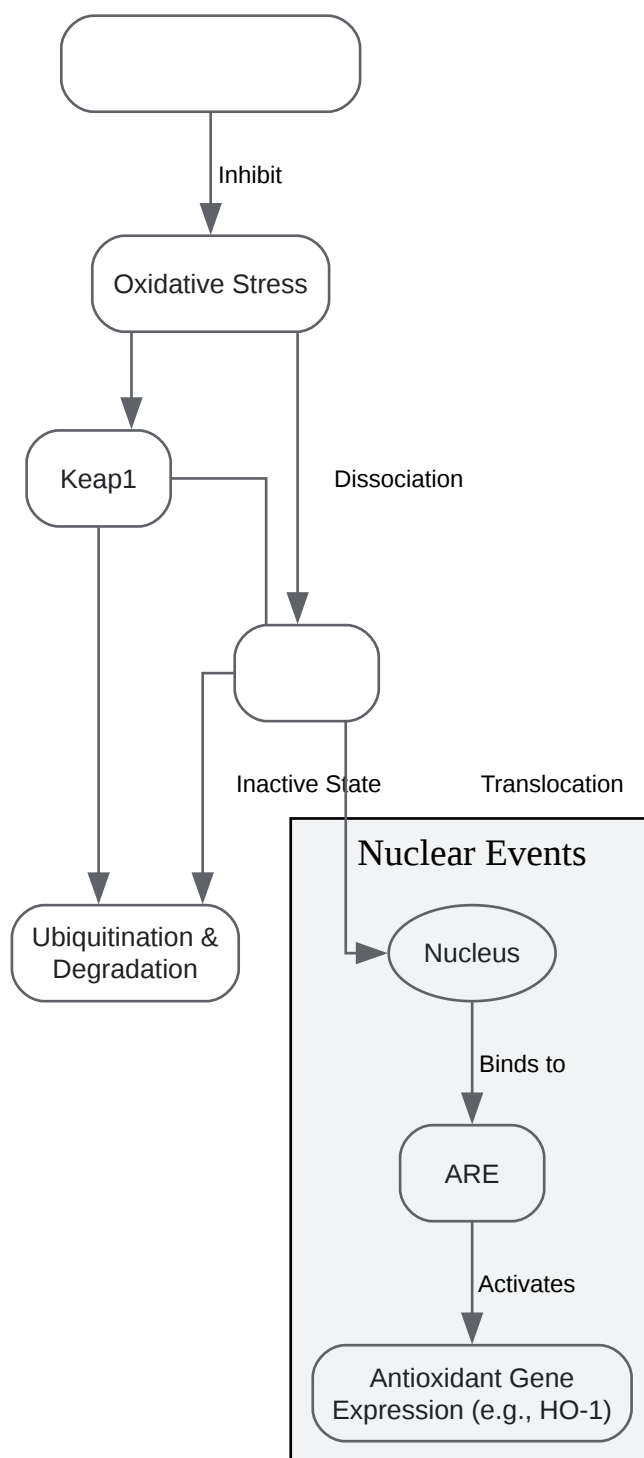 Inhibit
Oxidative Stress
Keap1
Dissociation
Inactive State
Translocation
Nuclear Events
Ubiquitination &
Degradation
Nucleus
Binds to
ARE
Activates
Antioxidant Gene
Expression (e.g., HO-1)